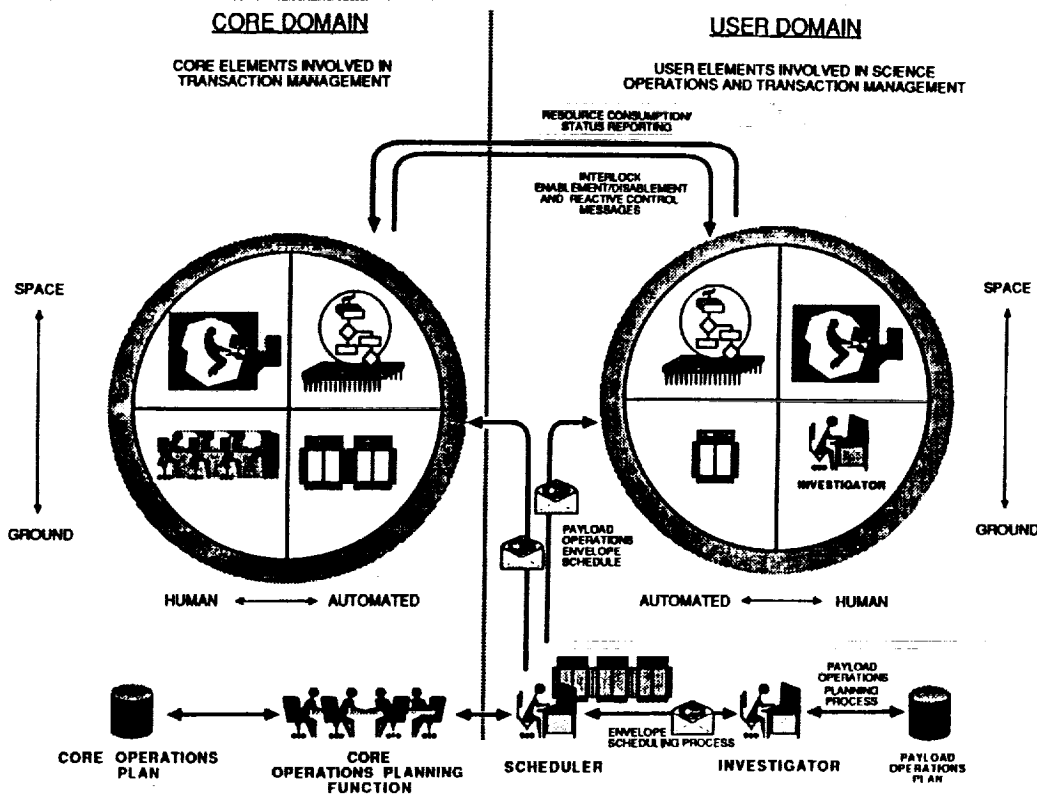 CORE DOMAIN
CORE ELEMENTS INVOLVED IN
TRANSACTION MANAGEMENT
USER DOMAIN
USER ELEMENTS INVOLVED IN SCIENCE
OPERATIONS AND TRANSACTION MANAGEMENT
RESOURCE CONSUMPTION/
STATUS REPORTING
INTERLOCK
ENABLEMENT/DISABLEMENT
AND REACTIVE CONTROL
MESSAGES
SPACE
GROUND
SPACE
GROUND
INVESTIGATOR
PAYLOAD
OPERATIONS
ENVELOPE
SCHEDULE
HUMAN
AUTOMATED
AUTOMATED
HUMAN
CORE OPERATIONS
PLAN
CORE
OPERATIONS PLANNING
FUNCTION
SCHEDULER
ENVELOPE
SCHEDULING PROCESS
INVESTIGATOR
PAYLOAD
OPERATIONS
PLANNING
PROCESS
PAYLOAD
OPERATIONS
PLAN